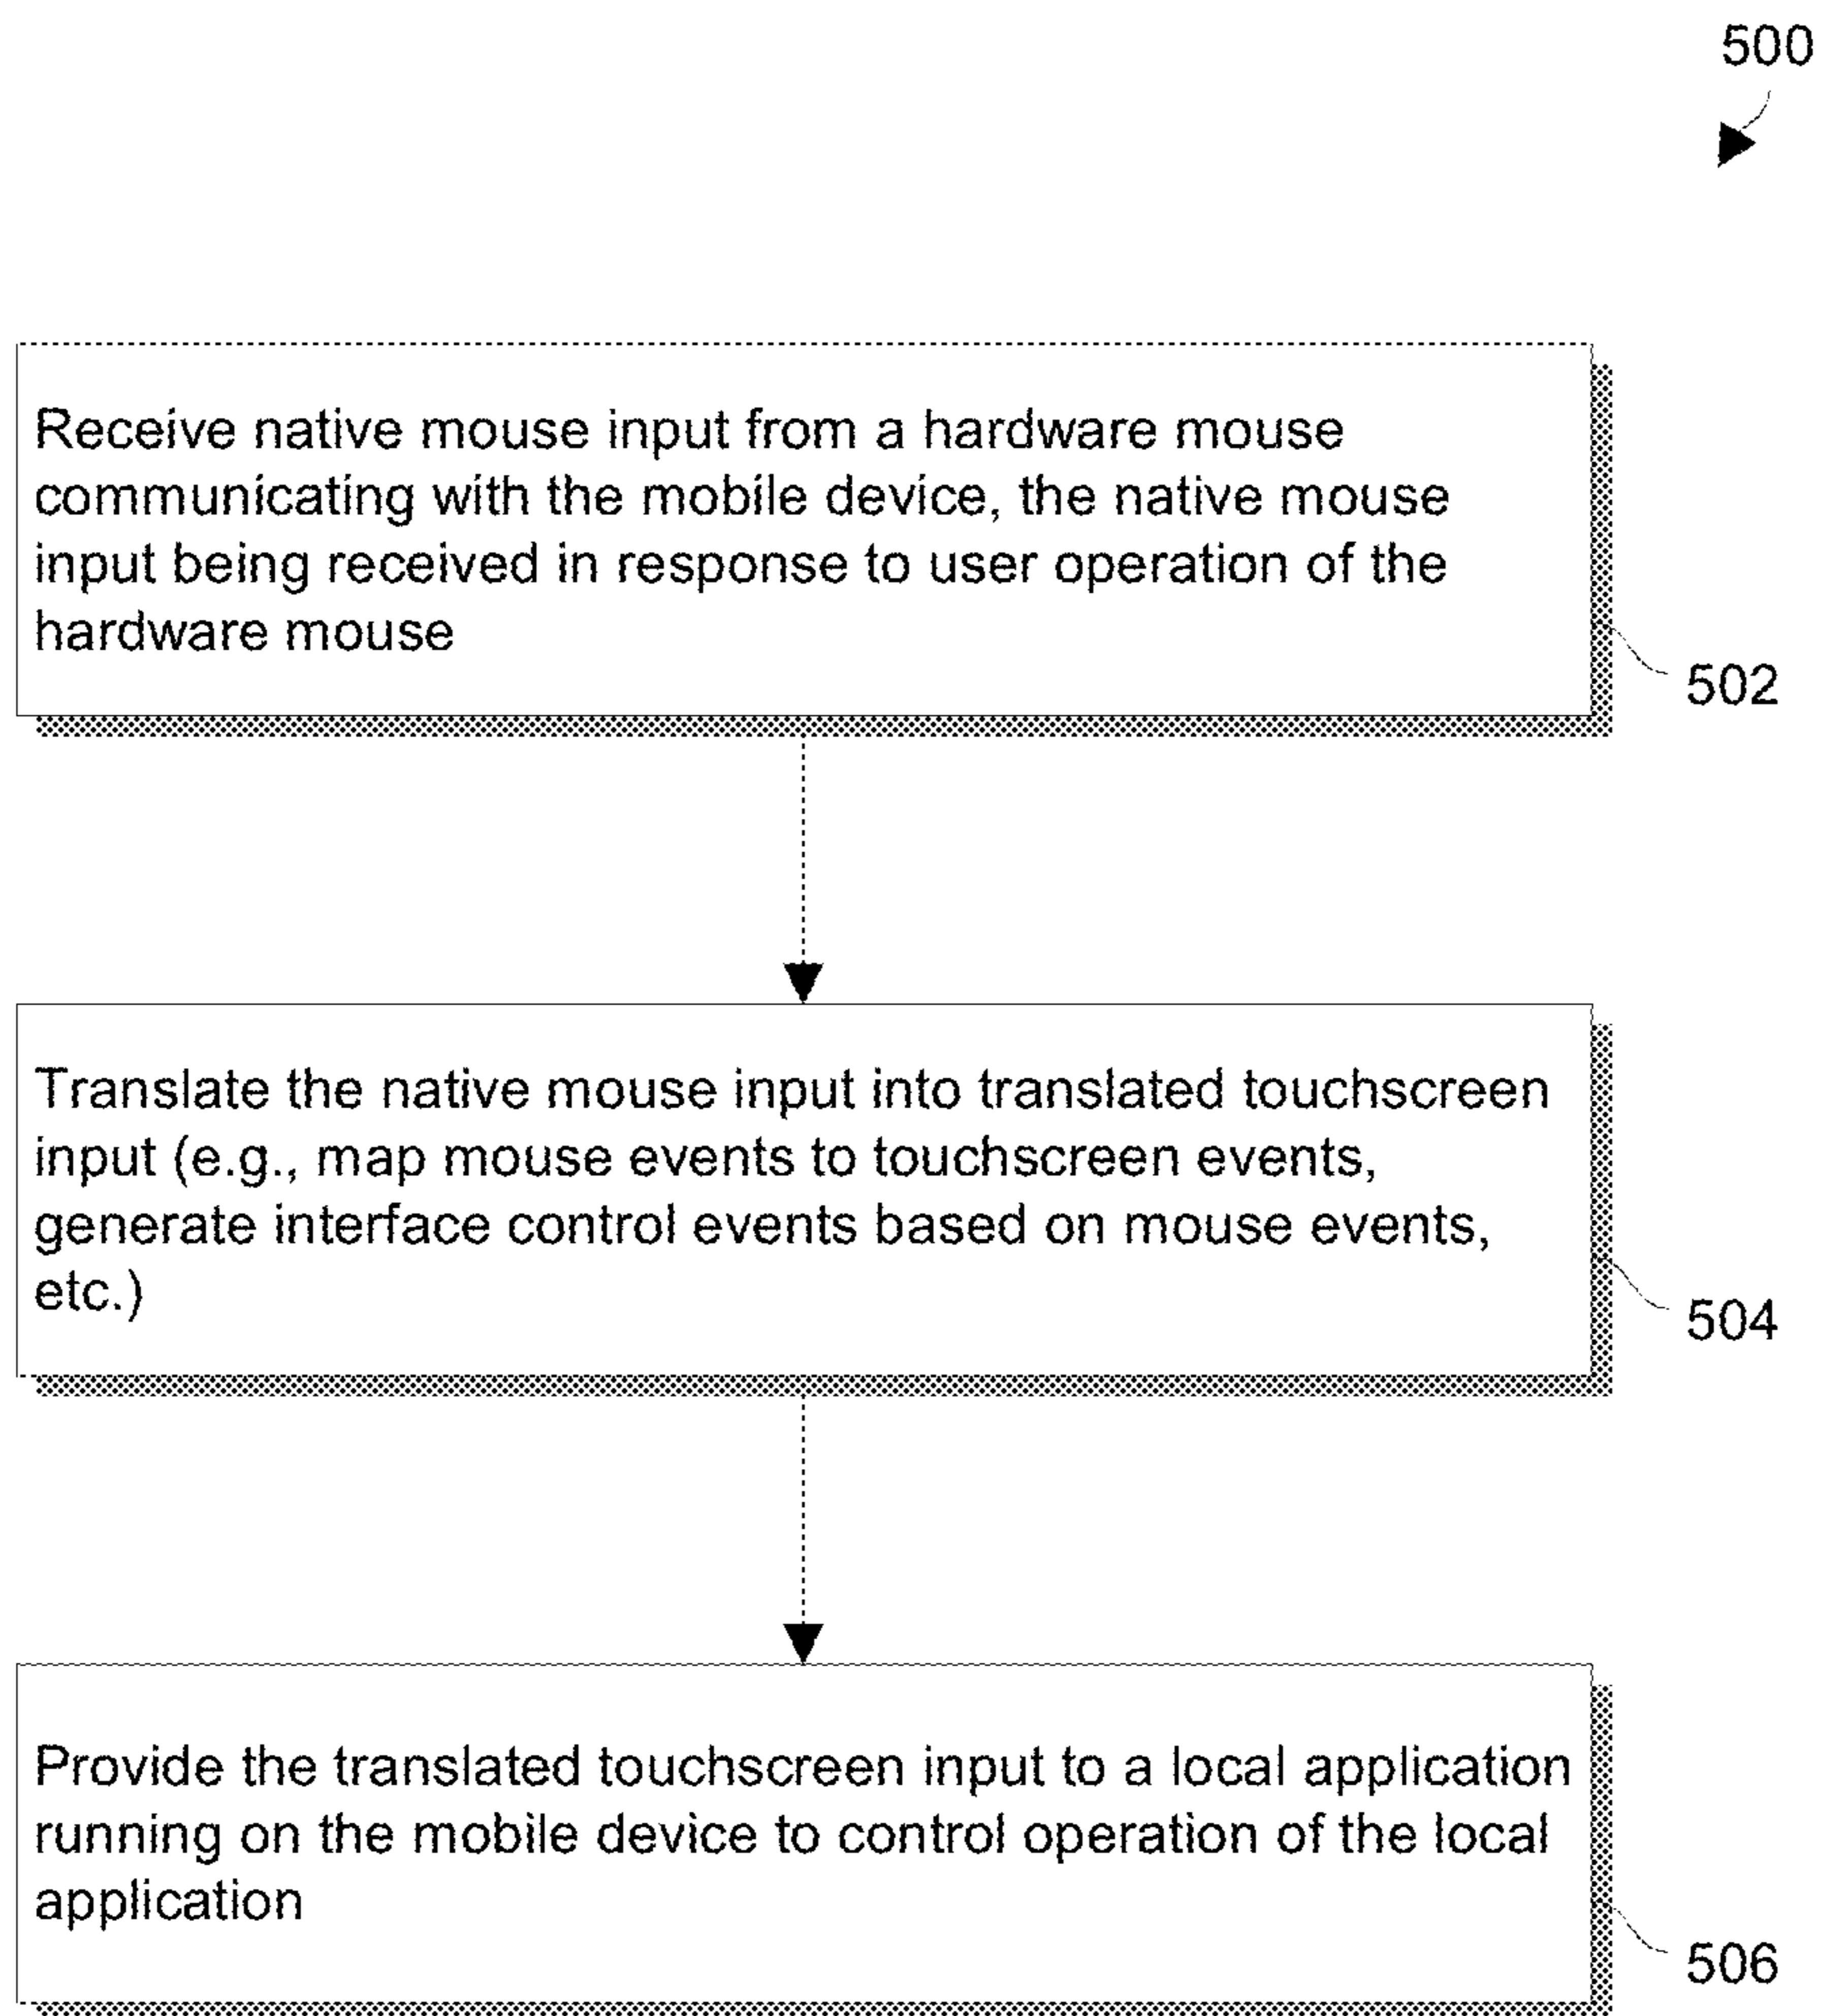 500
Receive native mouse input from a hardware mouse
communicating with the mobile device, the native mouse
input being received in response to user operation of the
hardware mouse
502
Translate the native mouse input into translated touchscreen
input (e.g., map mouse events to touchscreen events,
generate interface control events based on mouse events,
etc.)
504
Provide the translated touchscreen input to a local application
running on the mobile device to control operation of the local
application
506